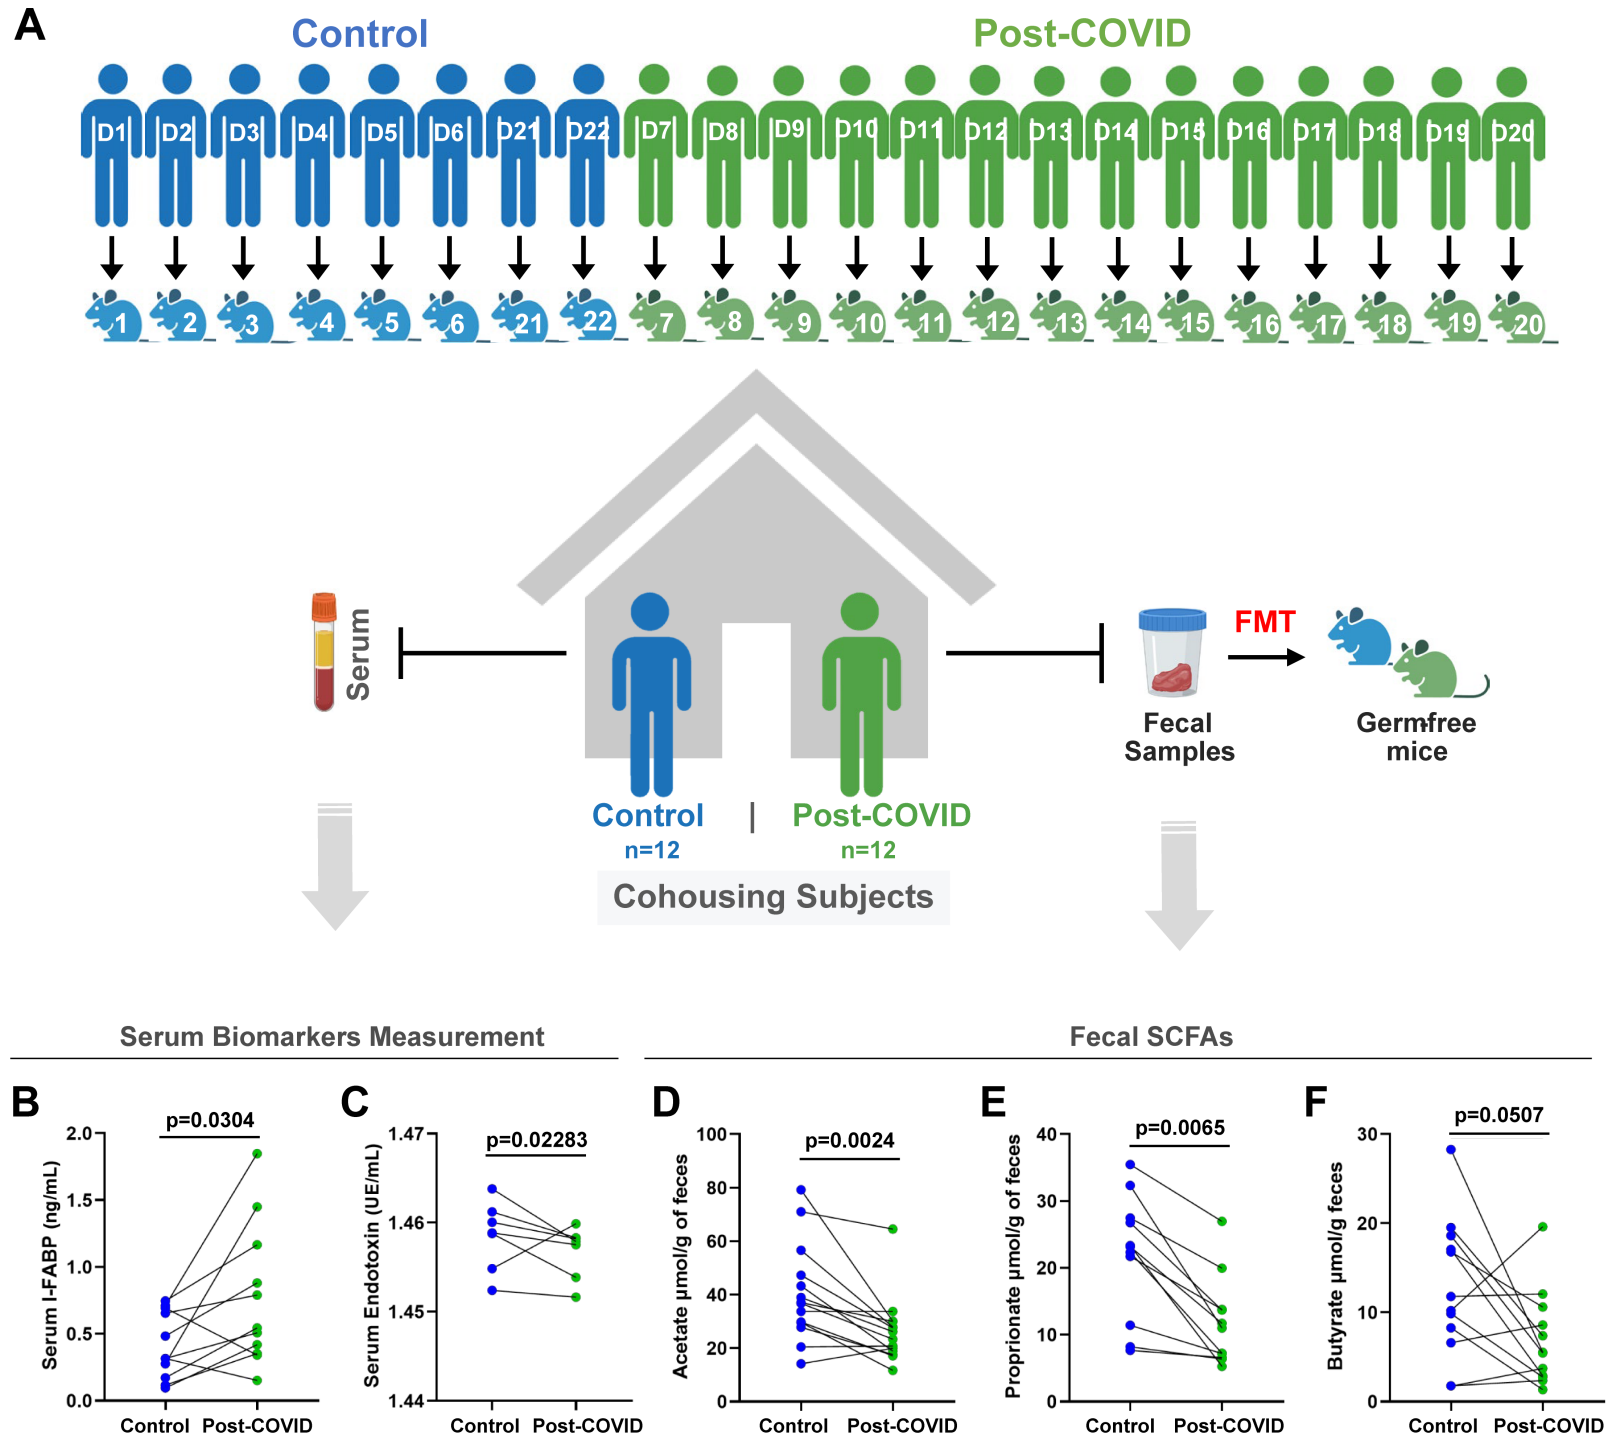 A
Control
Post-COVID
D1 D2 D3 D4 D5 D6 D21 D22 D7 D8 D9 D10 D11 D12 D13 D14 D15 D16 D17 D18 D19 D20
1 2 3 4 5 6 21 22 7 8 9 10 11 12 13 14 15 16 17 18 19 20
Serum
FMT
Fecal
Samples
Germfree
mice
Control | Post-COVID
n=12 n=12
Cohousing Subjects
Serum Biomarkers Measurement
Fecal SCFAs
B
p=0.0304
Serum I-FABP (ng/mL)
2.0
1.5
1.0
0.5
0.0
Control Post-COVID
C
p=0.02283
Serum Endotoxin (UE/mL)
1.47
1.46
1.45
1.44
Control Post-COVID
D
p=0.0024
Acetate µmol/g of feces
100
80
60
40
20
0
Control Post-COVID
E
p=0.0065
Proprionate µmol/g of feces
40
30
20
10
0
Control Post-COVID
F
p=0.0507
Butyrate µmol/g feces
30
20
10
0
Control Post-COVID